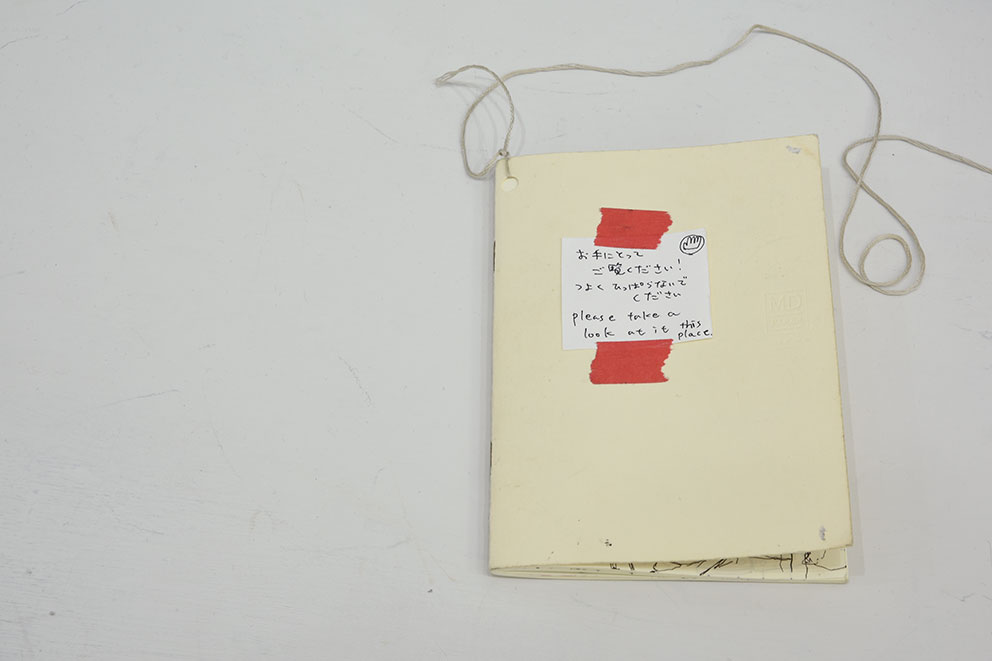 お手にとって
ご覧ください!
つよくひっぱらないで
ください
please take a
look at it this
place.
MD